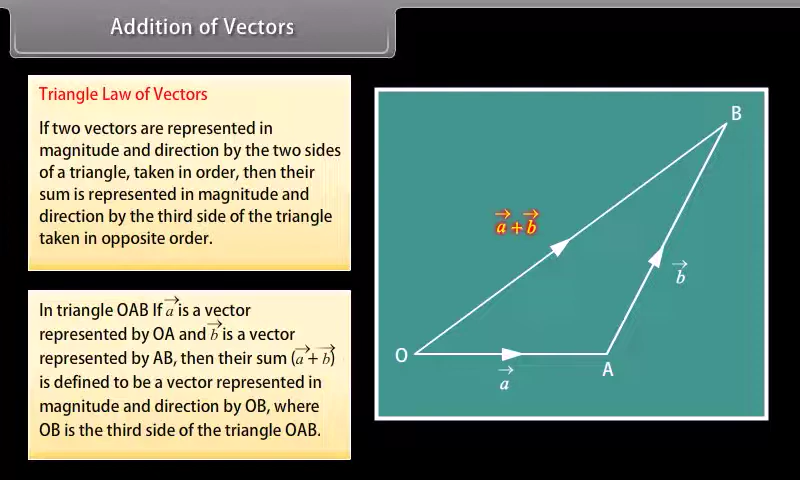 Addition of Vectors
Triangle Law of Vectors
If two vectors are represented in
magnitude and direction by the two sides
of a triangle, taken in order, then their
sum is represented in magnitude and
direction by the third side of the triangle
taken in opposite order.
In triangle OAB If a⃗ is a vector
represented by OA and b⃗ is a vector
represented by AB, then their sum (a⃗ + b⃗)
is defined to be a vector represented in
magnitude and direction by OB, where
OB is the third side of the triangle OAB.
B
a⃗ + b⃗
b⃗
O
A
a⃗